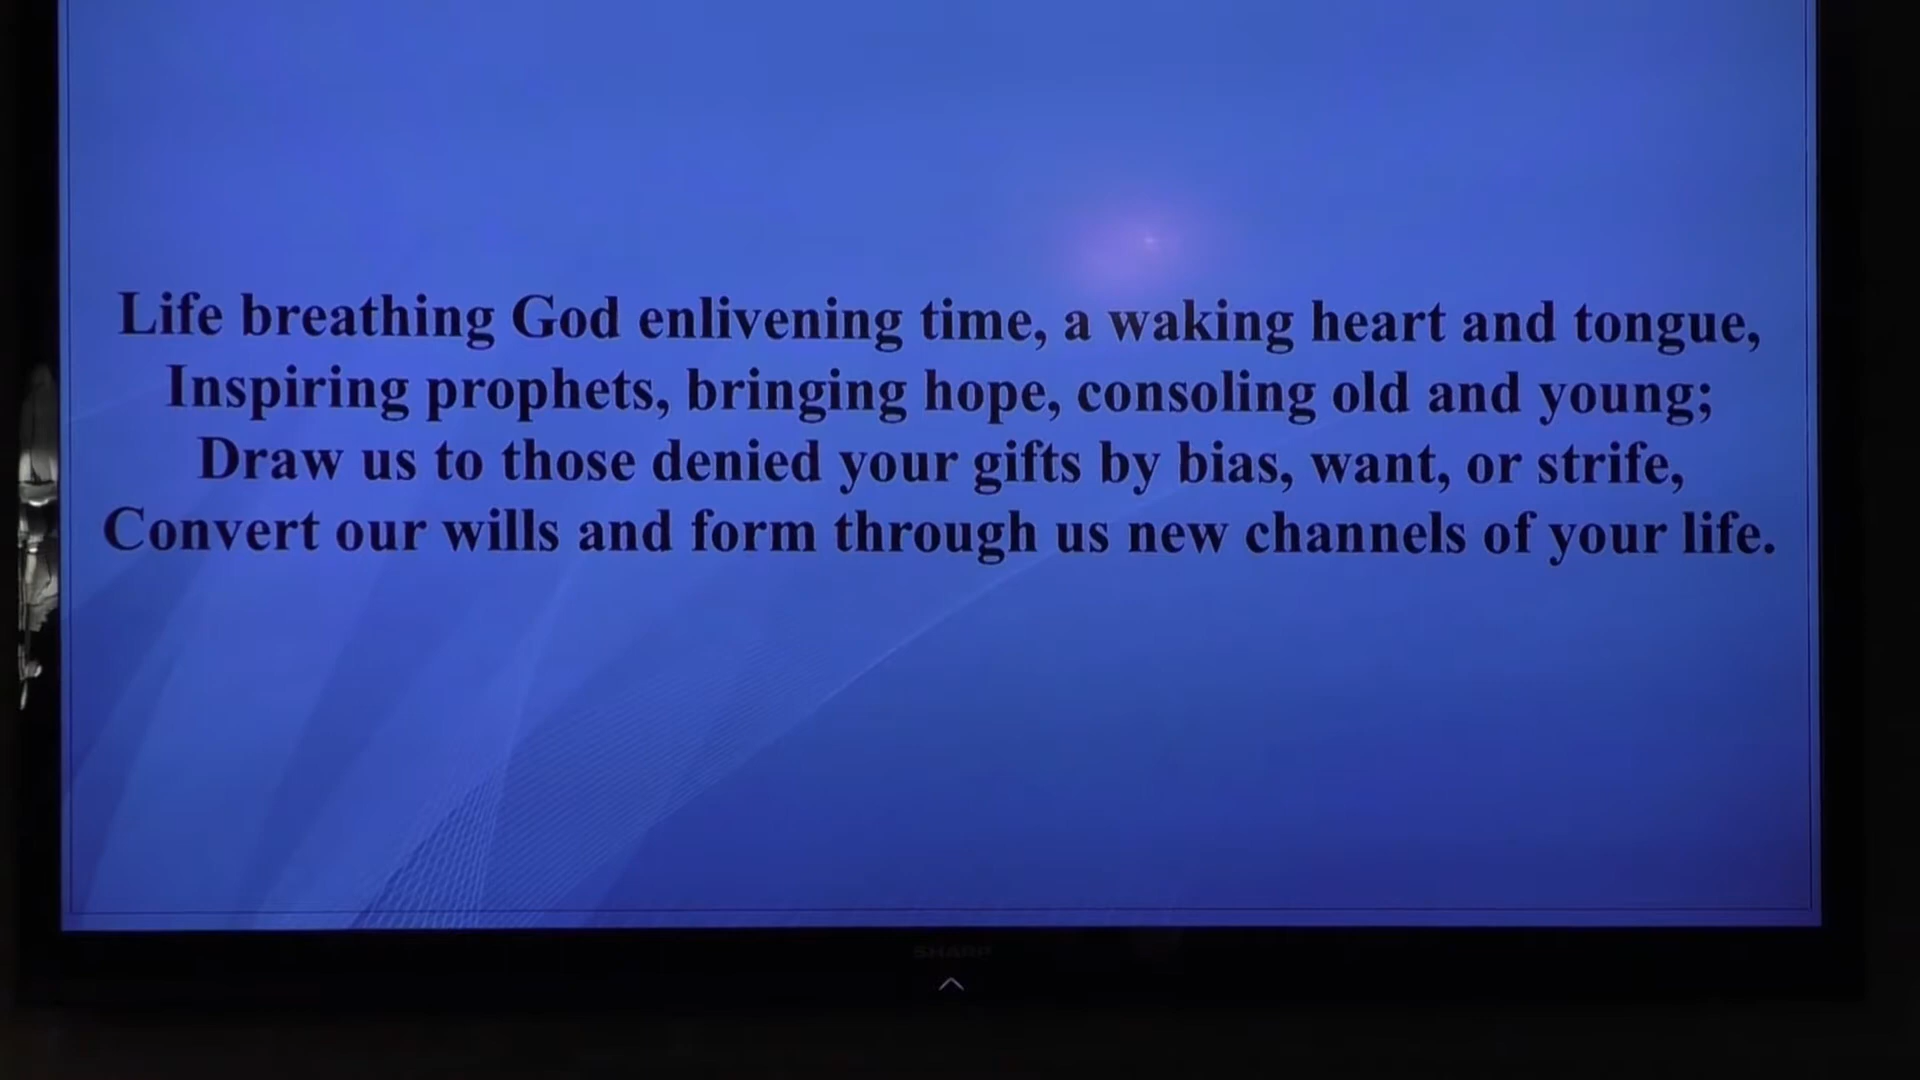 Life breathing God enlivening time, a waking heart and tongue,
Inspiring prophets, bringing hope, consoling old and young;
Draw us to those denied your gifts by bias, want, or strife,
Convert our wills and form through us new channels of your life.
SHARP